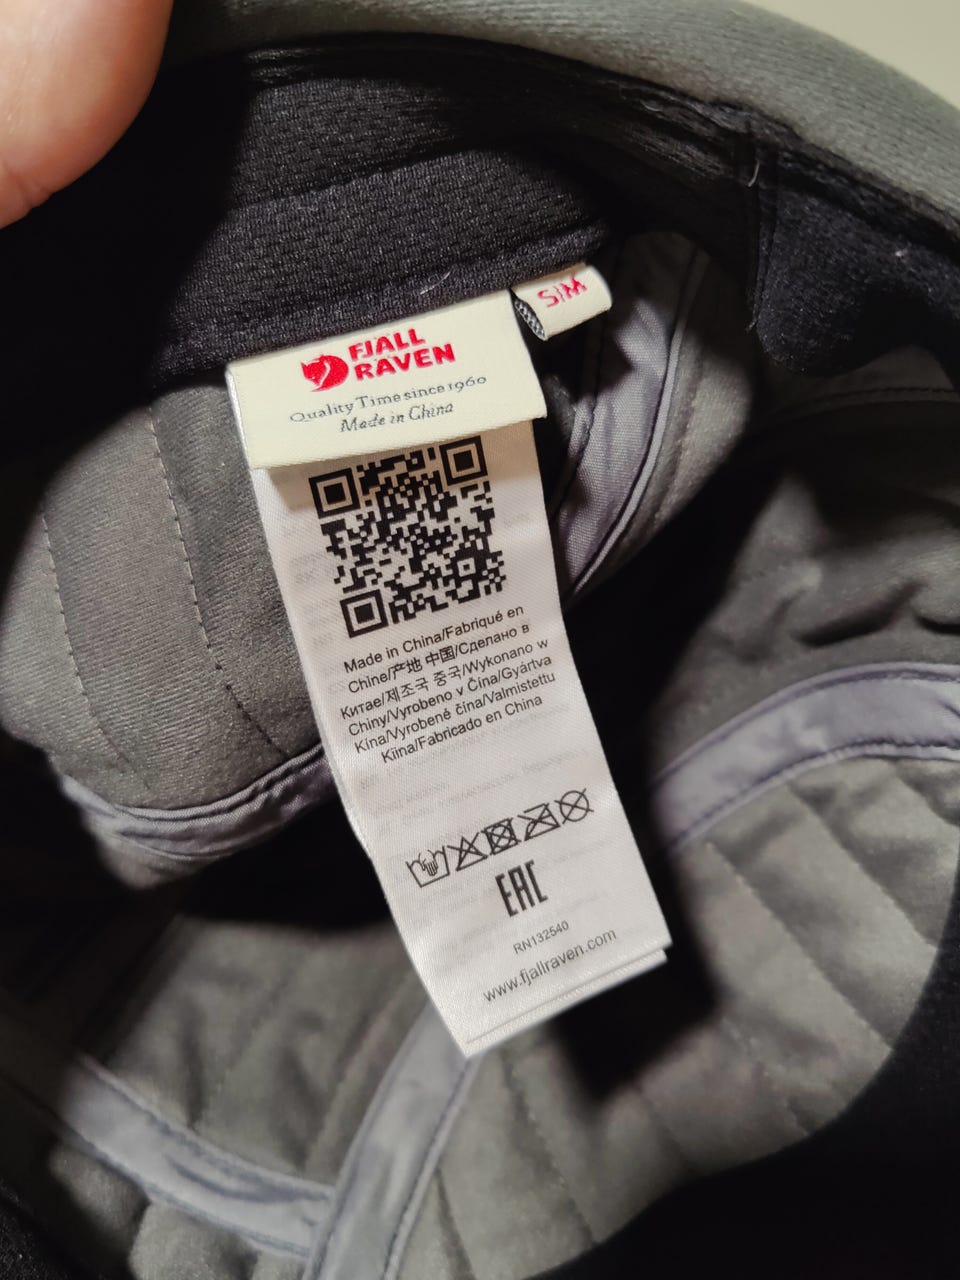 FJÄLL
RÄVEN
S/M
Quality Time since 1960
Made in China
Made in China/Fabriqué en
Chine/产地 中国/Сделано в
Китае/제조국 중국/Wykonano w
Chiny/Vyrobeno v Čína/Gyártva
Kína/Vyrobené čína/Valmistettu
Kiina/Fabricado en China
EAC
RN132540
www.fjallraven.com